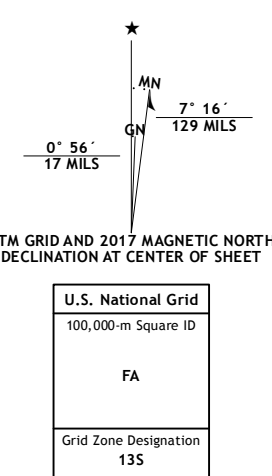 ★
MN
GN
7° 16´
129 MILS
0° 56´
17 MILS
TM GRID AND 2017 MAGNETIC NORTH
DECLINATION AT CENTER OF SHEET
U.S. National Grid
100,000-m Square ID
FA
Grid Zone Designation
13S